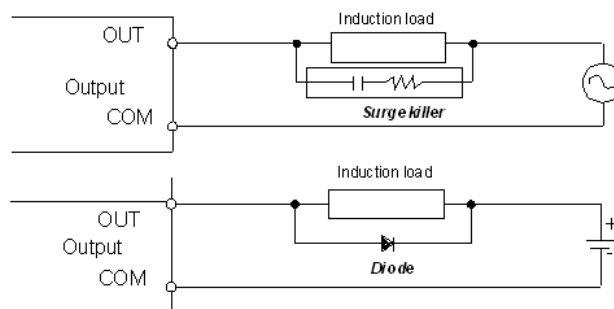 Induction load
OUT
Output
COM
Surge killer
Induction load
OUT
Output
COM
Diode
+
-